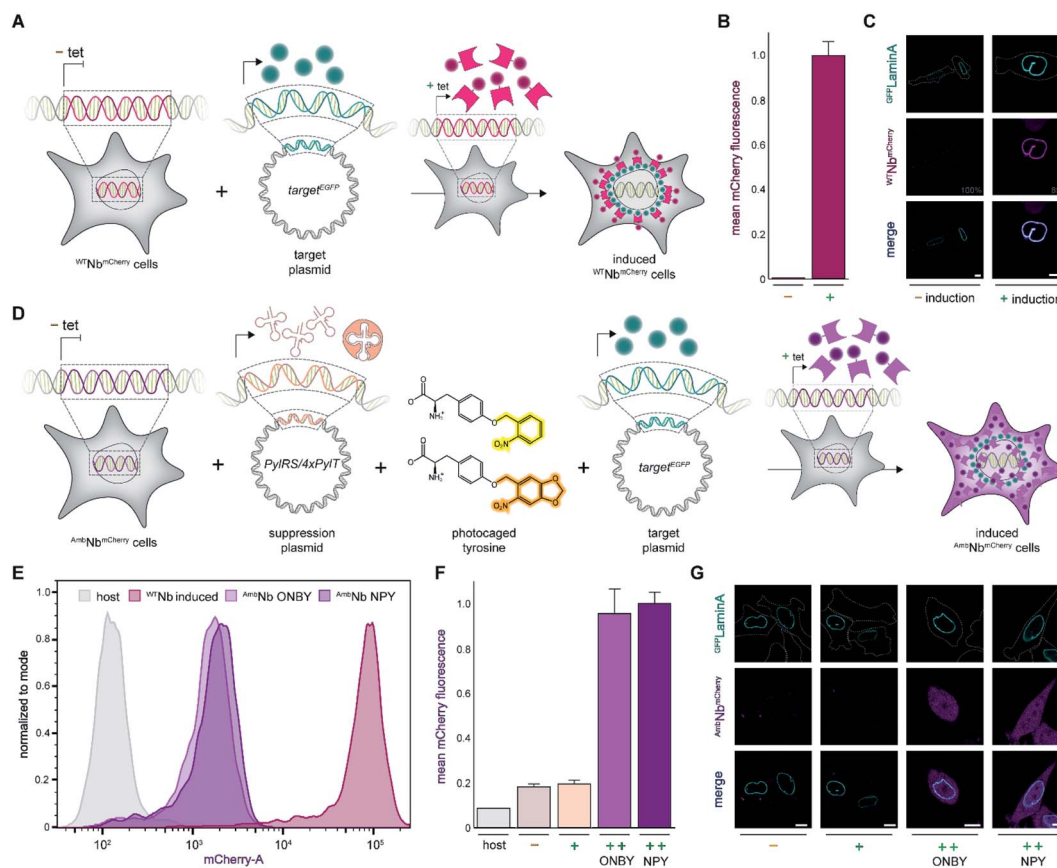 A
− tet
WTNbmCherry cells
+
targetEGFP
target
plasmid
+ tet
induced
WTNbmCherry cells
B
mean mCherry fluorescence
1.0
0.8
0.6
0.4
0.2
0
−
+
C
GFPLaminA
WTNbmCherry
merge
100%
− induction
+ induction
D
− tet
AmbNbmCherry cells
+
PylRS/4xPylT
suppression
plasmid
+
O
O
NH3+
O
O2N
O
O
NH3+
O
O2N
O
O
photocaged
tyrosine
+
targetEGFP
target
plasmid
+ tet
induced
AmbNbmCherry cells
E
host
WTNb induced
AmbNb ONBY
AmbNb NPY
normalized to mode
1.0
0.8
0.6
0.4
0.2
0
10²
10³
10⁴
10⁵
mCherry-A
F
mean mCherry fluorescence
1.0
0.8
0.6
0.4
0.2
0
host
−
+
++
ONBY
++
NPY
G
GFPLaminA
AmbNbmCherry
merge
−
+
++
ONBY
++
NPY